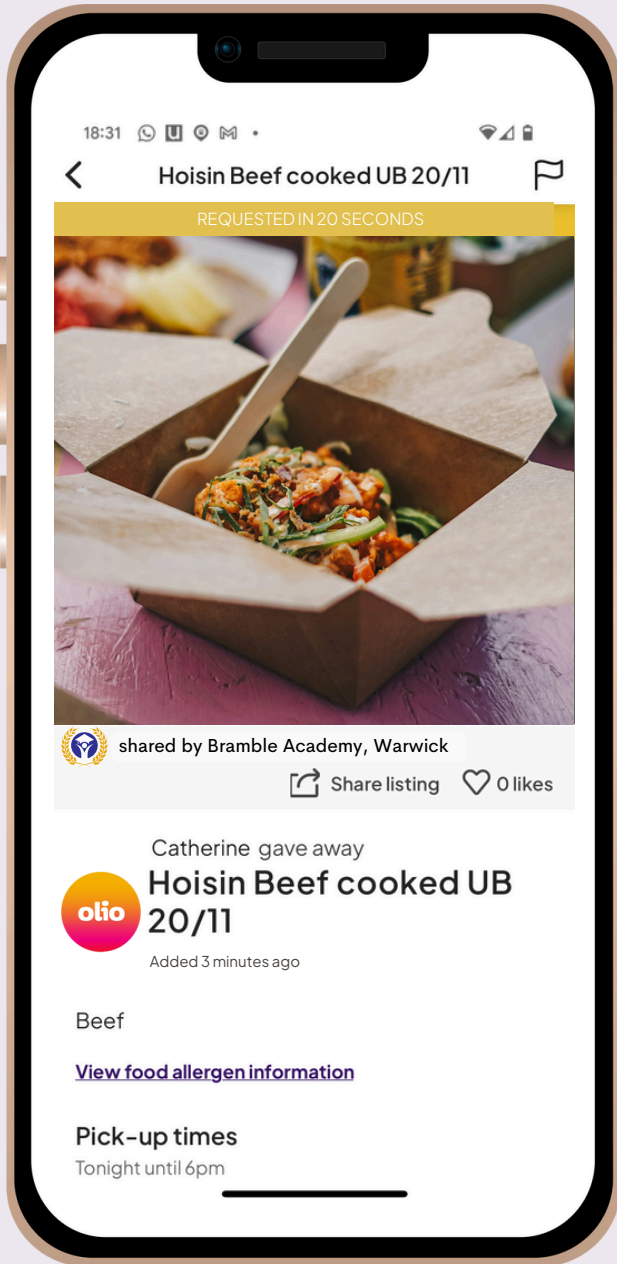 18:31
Hoisin Beef cooked UB 20/11
REQUESTED IN 20 SECONDS
shared by Bramble Academy, Warwick
Share listing 0 likes
Catherine gave away
Hoisin Beef cooked UB
20/11
olio
Added 3 minutes ago
Beef
View food allergen information
Pick-up times
Tonight until 6pm